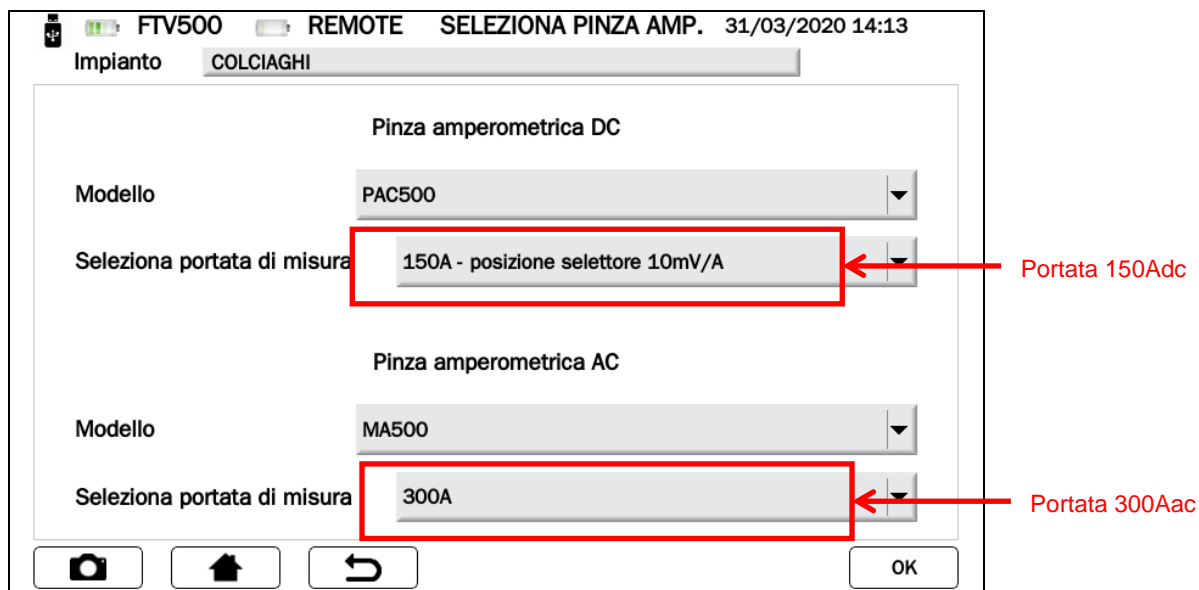 FTV500 REMOTE SELEZIONA PINZA AMP. 31/03/2020 14:13
Impianto COLCIAGHI
Pinza amperometrica DC
Modello PAC500
Seleziona portata di misura 150A - posizione selettore 10mV/A
Portata 150Adc
Pinza amperometrica AC
Modello MA500
Seleziona portata di misura 300A
Portata 300Aac
OK